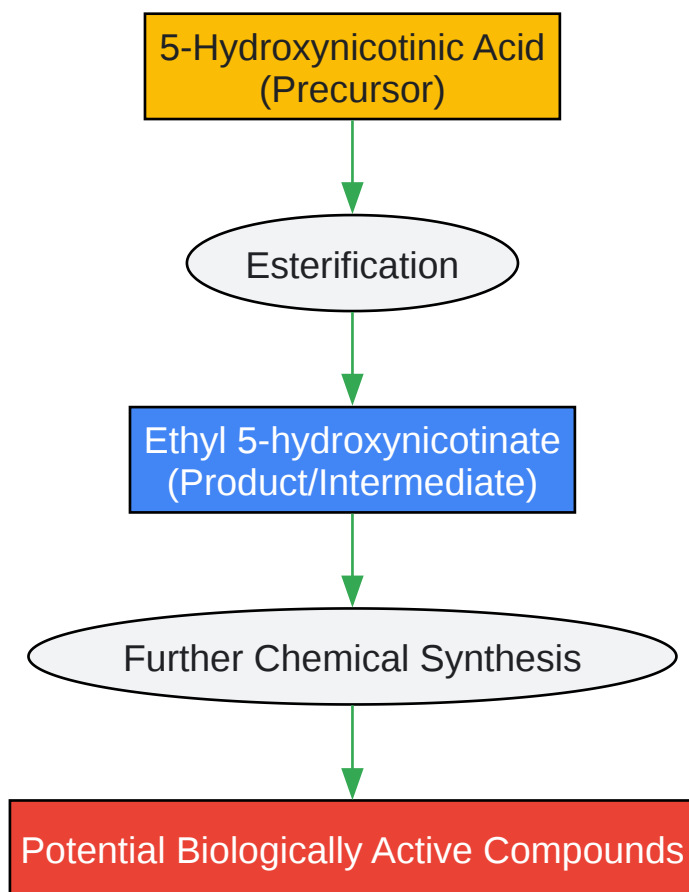 5-Hydroxynicotinic Acid
(Precursor)
Esterification
Ethyl 5-hydroxynicotinate
(Product/Intermediate)
Further Chemical Synthesis
Potential Biologically Active Compounds